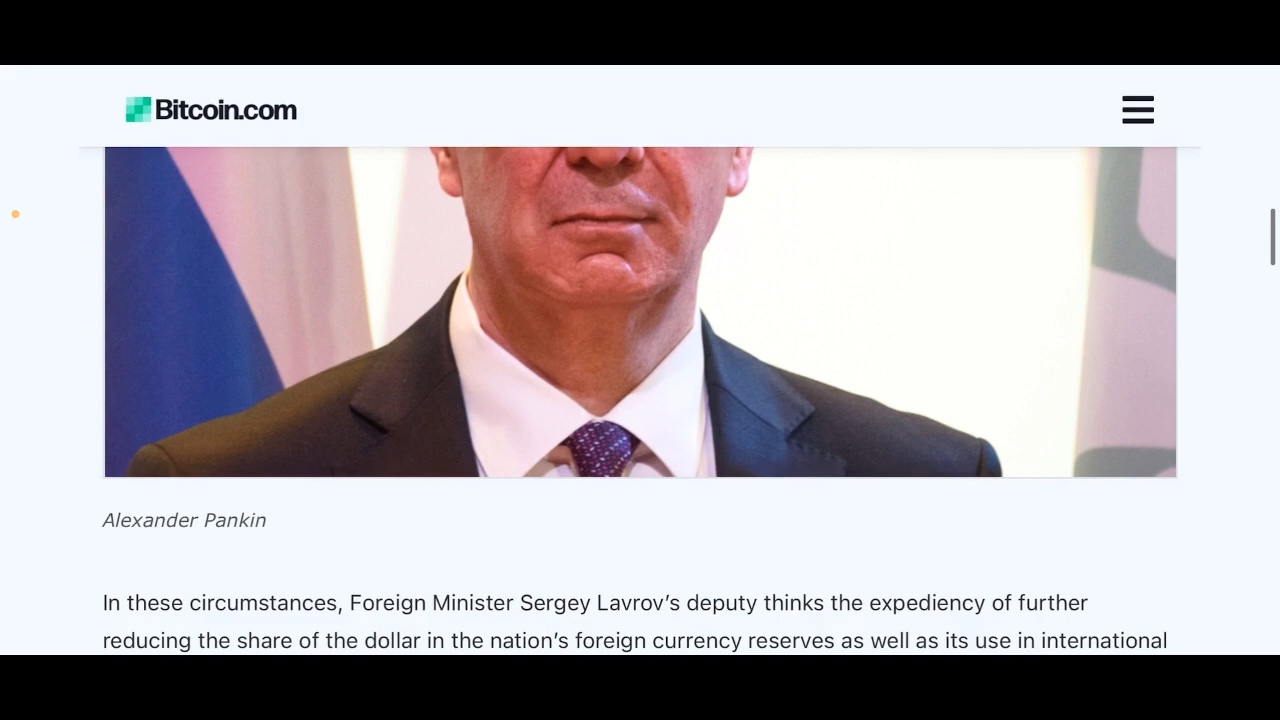 Bitcoin.com
Alexander Pankin
In these circumstances, Foreign Minister Sergey Lavrov’s deputy thinks the expediency of further
reducing the share of the dollar in the nation’s foreign currency reserves as well as its use in international